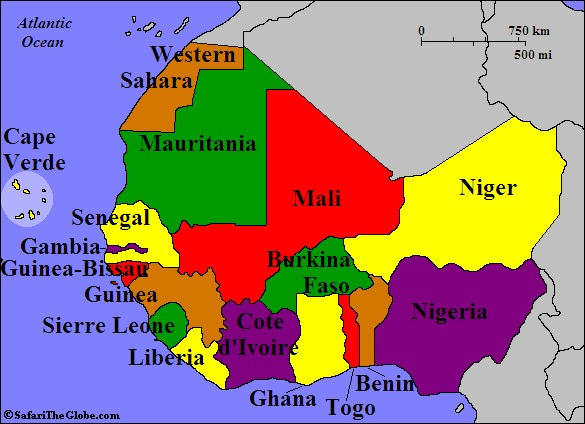 Atlantic
Ocean
0
750 km
500 mi
Western
Sahara
Mauritania
Cape
Verde
Mali
Niger
Senegal
Gambia
Guinea-Bissau
Guinea
Burkina
Faso
Sierre Leone
Cote
d'Ivoire
Nigeria
Liberia
Ghana
Togo
Benin
©SafariTheGlobe.com